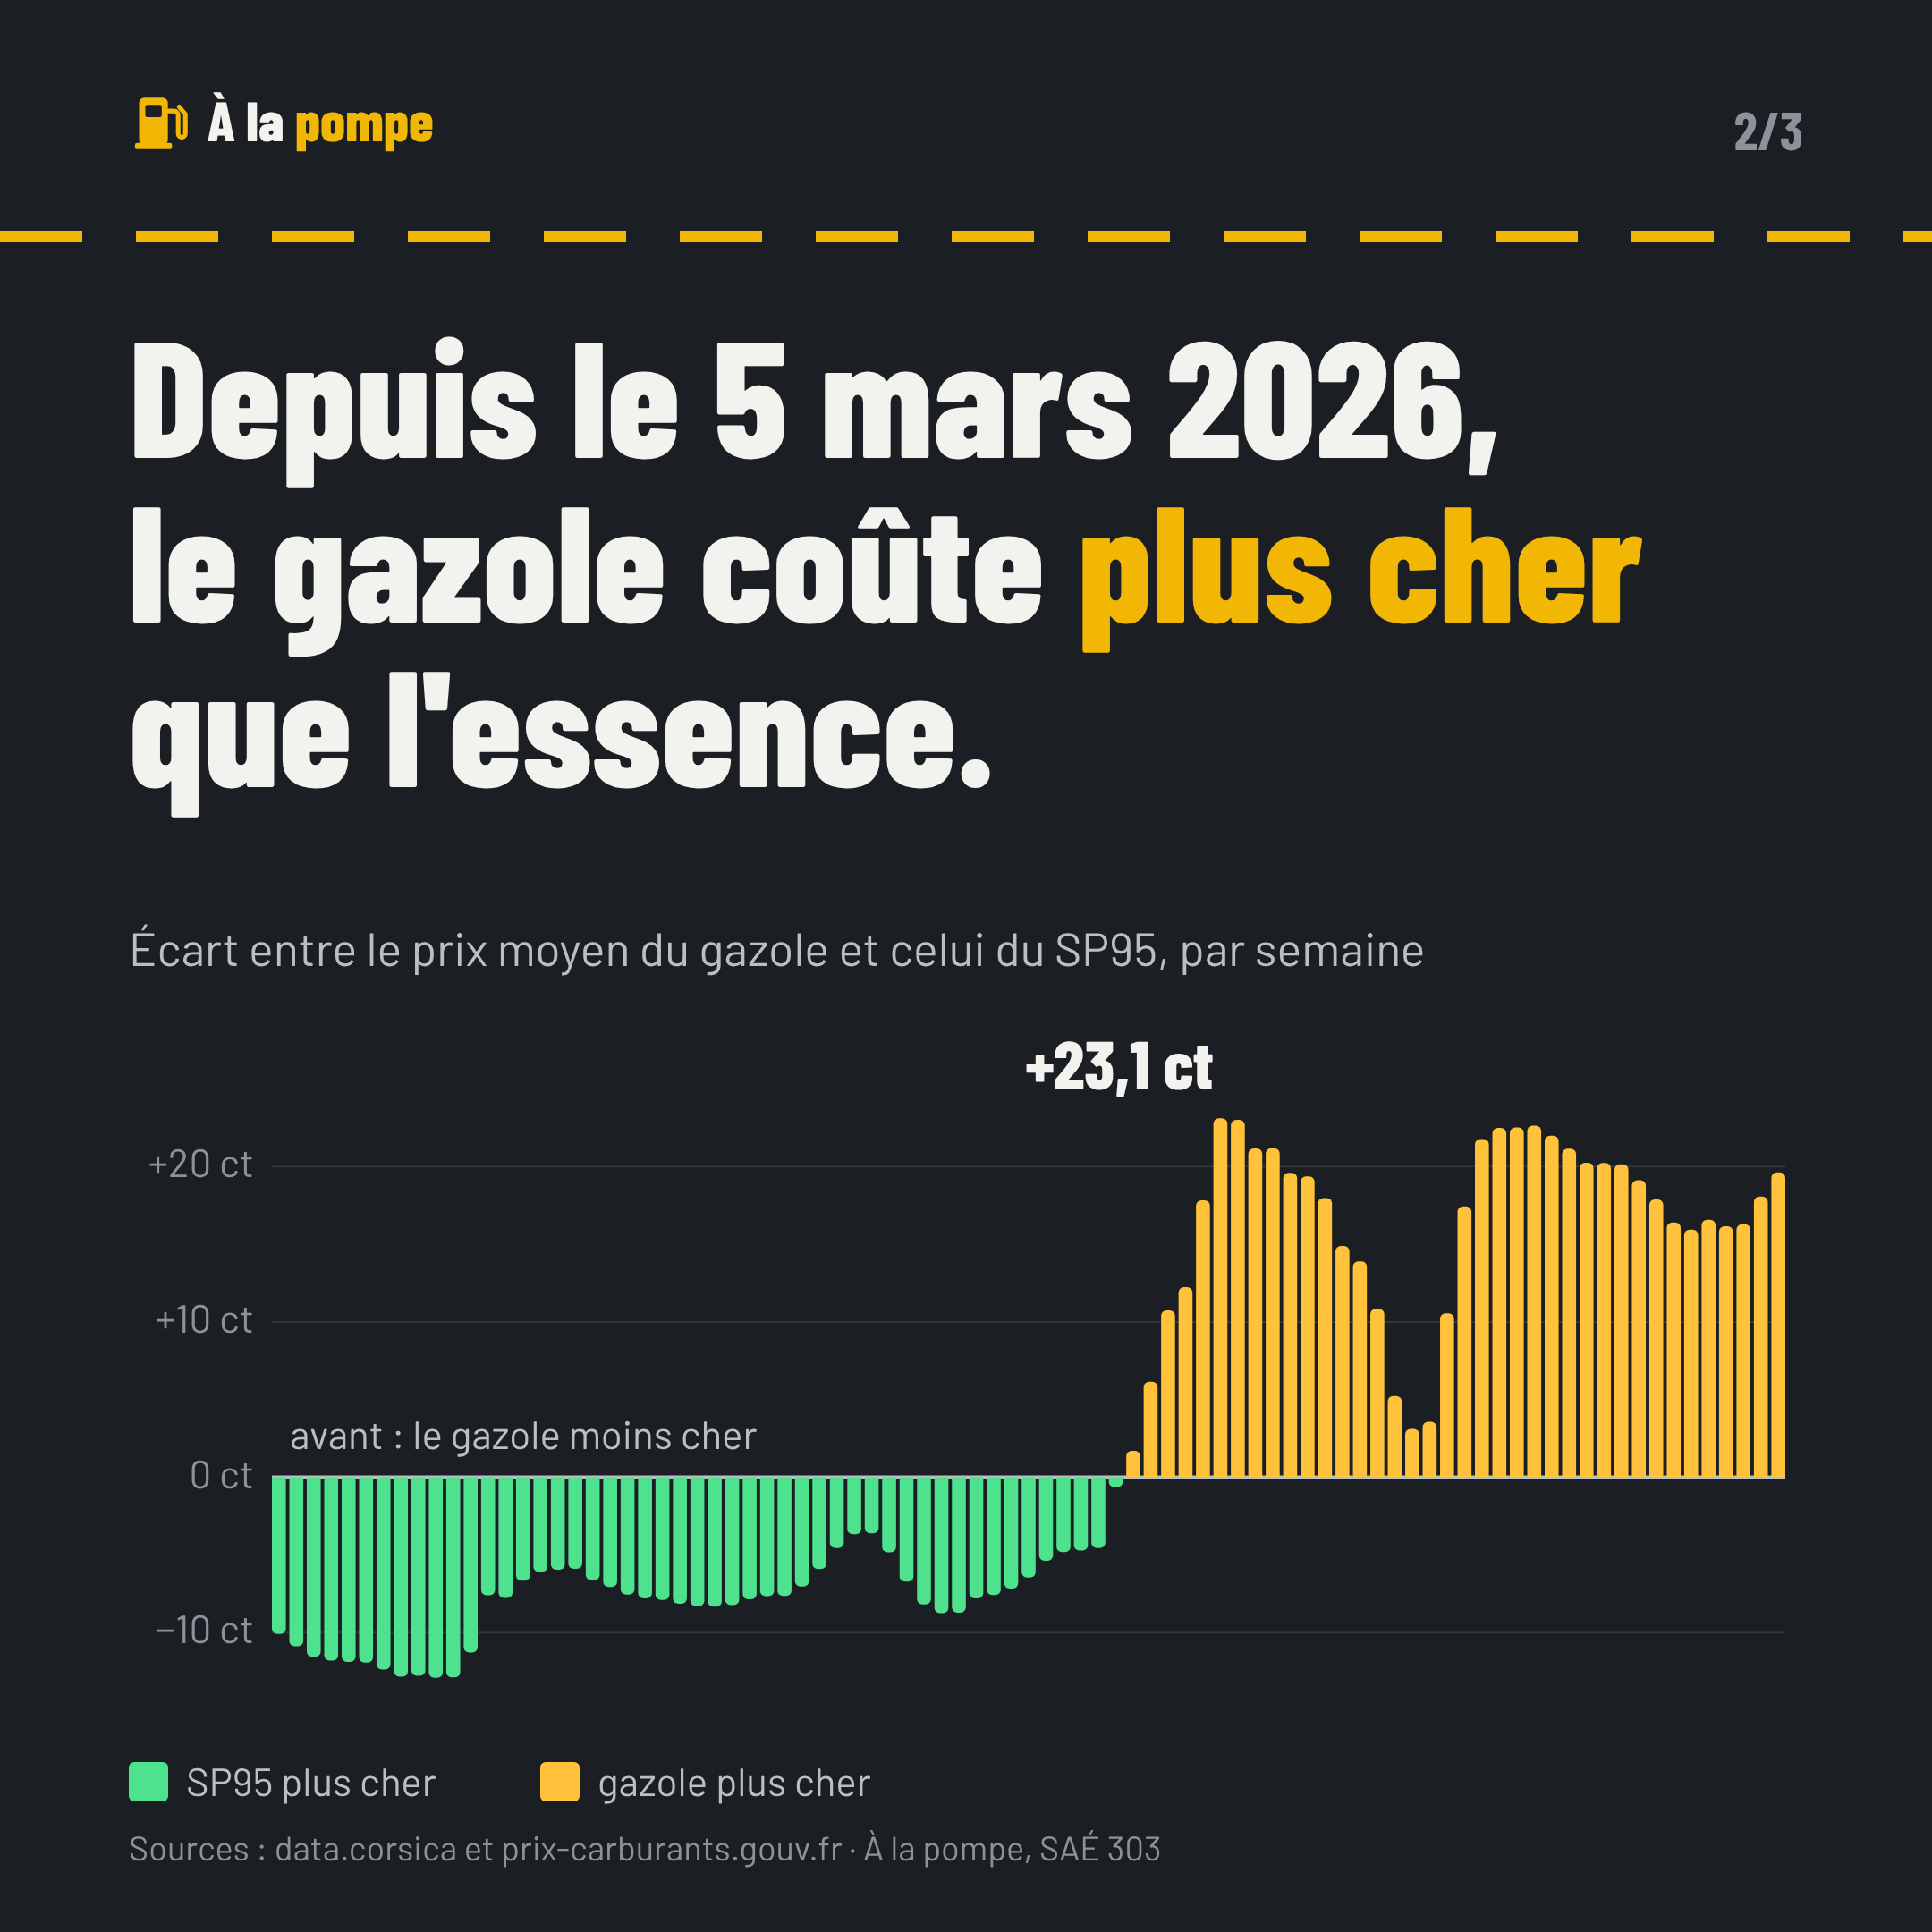 À la pompe
2/3
Depuis le 5 mars 2026,
le gazole coûte plus cher
que l'essence.
Écart entre le prix moyen du gazole et celui du SP95, par semaine
+23,1 ct
+20 ct
+10 ct
avant : le gazole moins cher
0 ct
−10 ct
SP95 plus cher
gazole plus cher
Sources : data.corsica et prix-carburants.gouv.fr · À la pompe, SAÉ 303